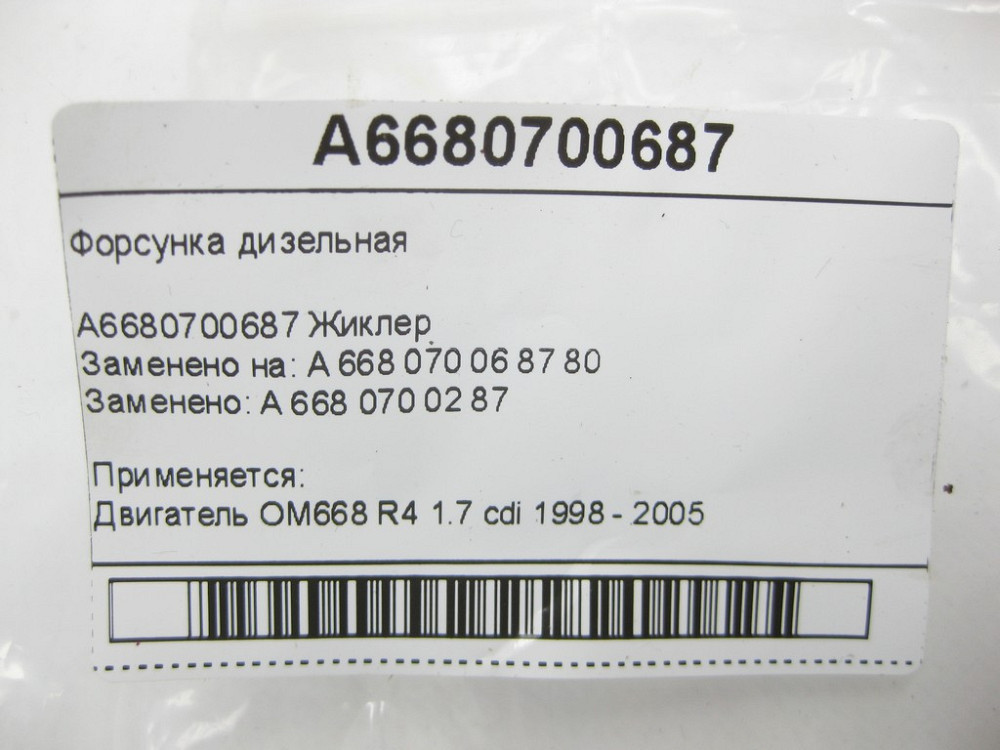 A6680700687
Форсунка дизельная
A6680700687 Жиклер
Заменено на: A 668 070 06 87 80
Заменено: A 668 070 02 87
Применяется:
Двигатель OM668 R4 1.7 cdi 1998 - 2005